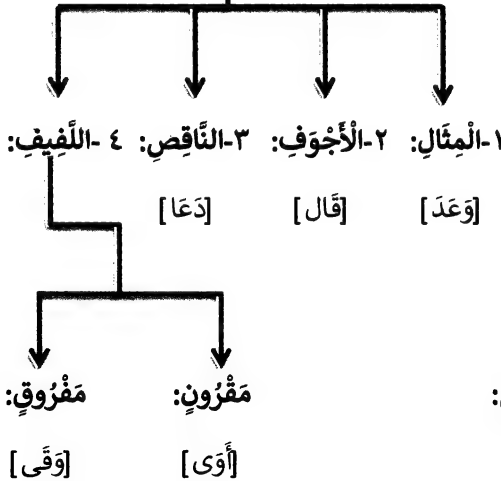 ١-الْمِثَالِ: ٢-الْأَجْوَفِ: ٣-النَّاقِصِ: ٤-اللَّفِيفِ:
[وَعَدَ] [قَال] [دَعَا]
مَقْرُونٍ: مَفْرُوقٍ:
[أَوَى] [وَقَى]